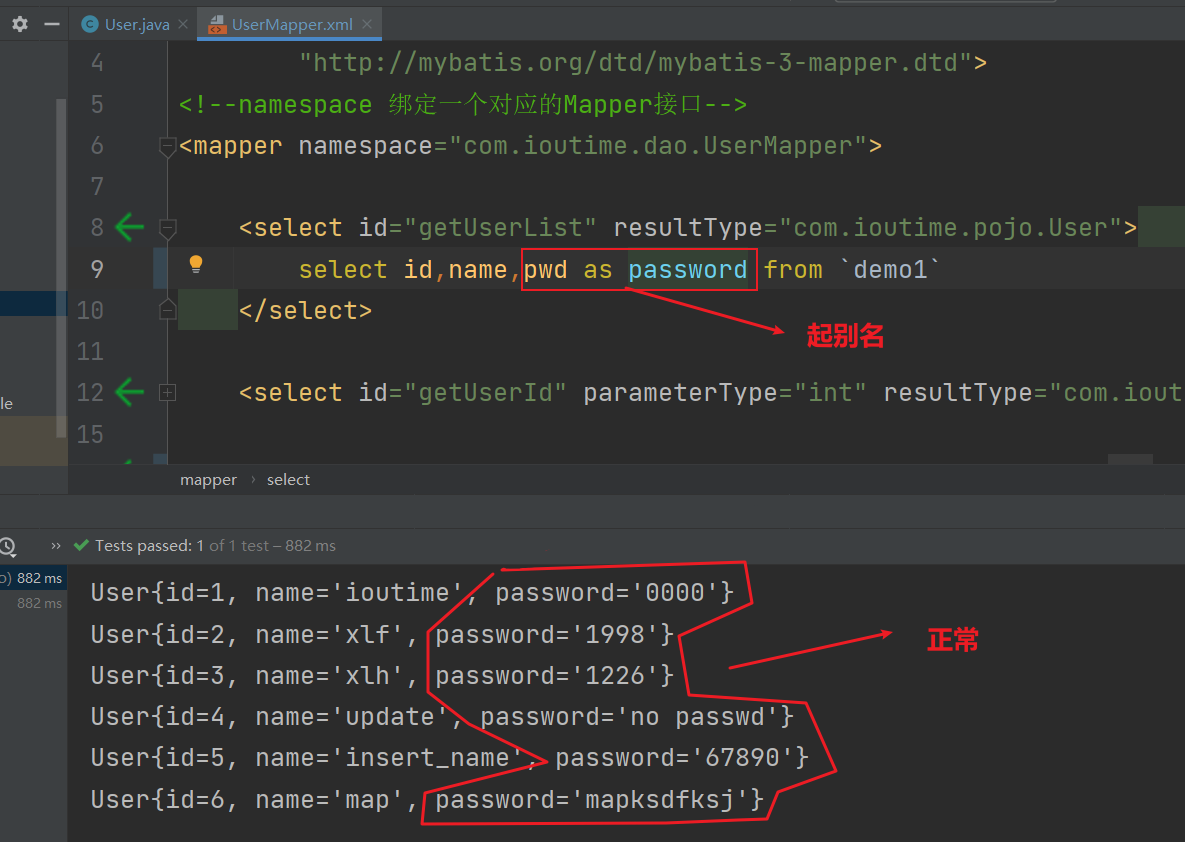 User.java
UserMapper.xml
4 "http://mybatis.org/dtd/mybatis-3-mapper.dtd">
5 <!--namespace 绑定一个对应的Mapper接口-->
6 <mapper namespace="com.ioutime.dao.UserMapper">
7
8 <select id="getUserList" resultType="com.ioutime.pojo.User">
9 select id,name,pwd as password from `demo1`
10 </select>
起别名
11
12 <select id="getUserId" parameterType="int" resultType="com.iout
le
15
mapper › select
» Tests passed: 1 of 1 test – 882 ms
o) 882 ms
882 ms
User{id=1, name='ioutime', password='0000'}
User{id=2, name='xlf', password='1998'}
正常
User{id=3, name='xlh', password='1226'}
User{id=4, name='update', password='no passwd'}
User{id=5, name='insert_name', password='67890'}
User{id=6, name='map', password='mapksdfksj'}